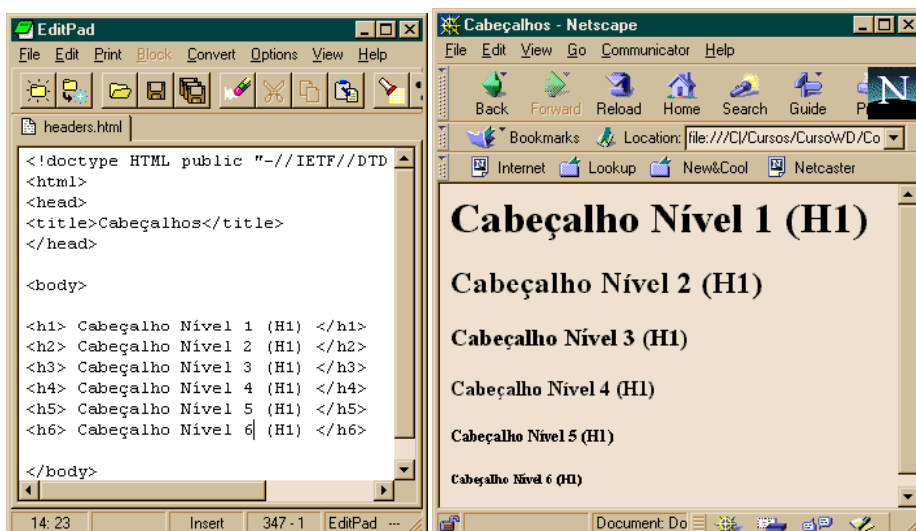 EditPad
File Edit Print Block Convert Options View Help
headers.html
<!doctype HTML public "-//IETF//DTD
<html>
<head>
<title>Cabeçalhos</title>
</head>
<body>
<h1> Cabeçalho Nível 1 (H1) </h1>
<h2> Cabeçalho Nível 2 (H1) </h2>
<h3> Cabeçalho Nível 3 (H1) </h3>
<h4> Cabeçalho Nível 4 (H1) </h4>
<h5> Cabeçalho Nível 5 (H1) </h5>
<h6> Cabeçalho Nível 6 (H1) </h6>
</body>
14: 23 Insert 347 - 1 EditPad ---
Cabeçalhos - Netscape
File Edit View Go Communicator Help
Back Forward Reload Home Search Guide P
N
Bookmarks Location: file:///C|/Cursos/CursoWD/Co
Internet Lookup New&Cool Netcaster
Cabeçalho Nível 1 (H1)
Cabeçalho Nível 2 (H1)
Cabeçalho Nível 3 (H1)
Cabeçalho Nível 4 (H1)
Cabeçalho Nível 5 (H1)
Cabeçalho Nível 6 (H1)
Document: Do